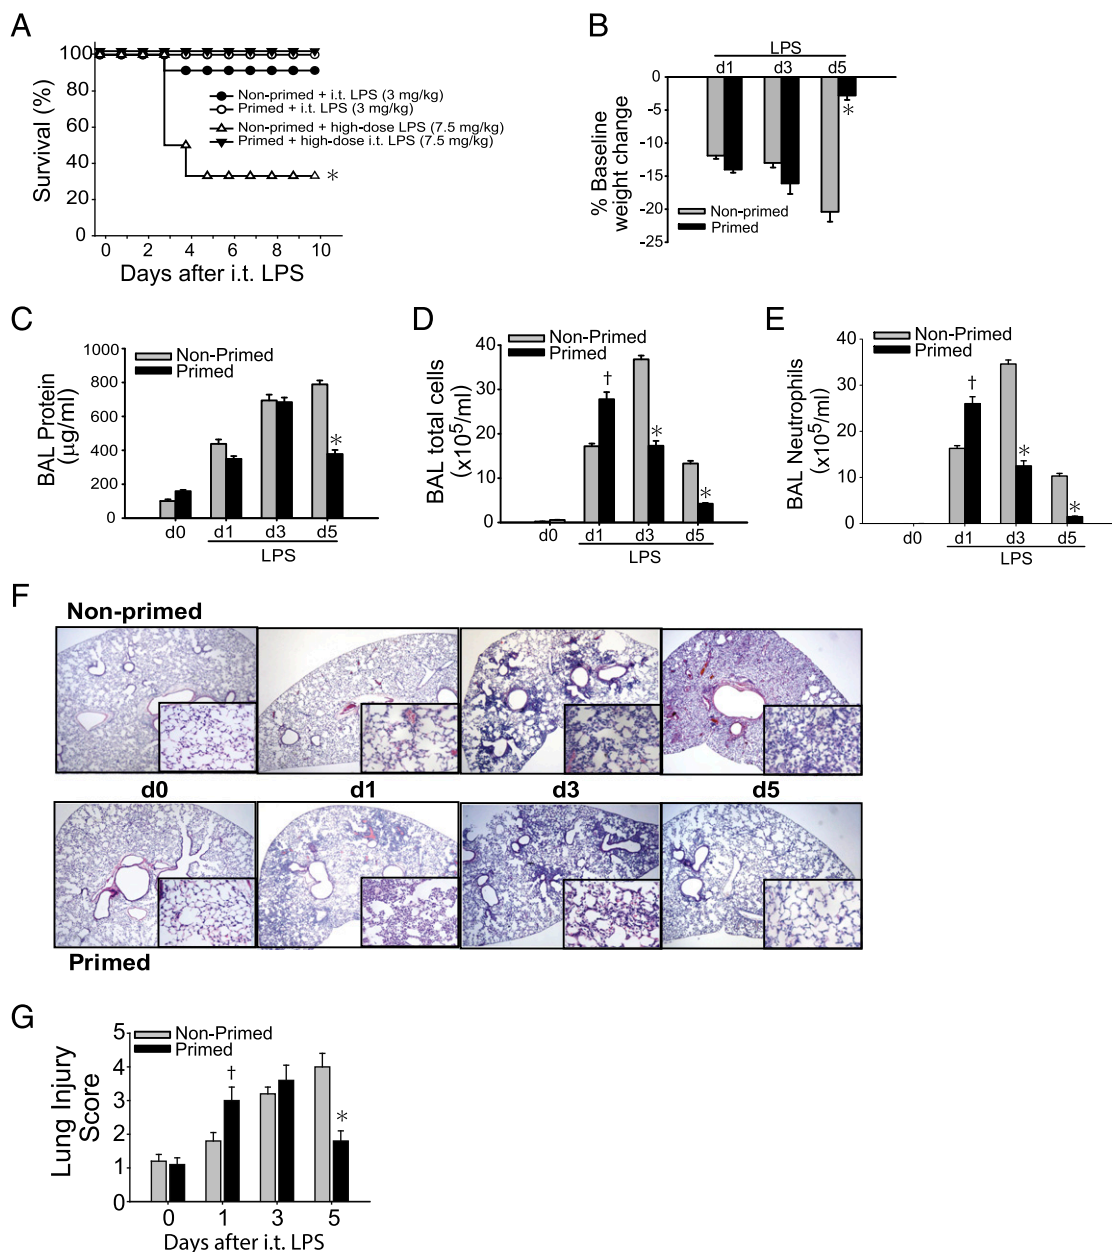 A
Survival (%)
100
80
60
40
20
0
Non-primed + i.t. LPS (3 mg/kg)
Primed + i.t. LPS (3 mg/kg)
Non-primed + high-dose LPS (7.5 mg/kg)
Primed + high-dose i.t. LPS (7.5 mg/kg)
*
0 2 4 6 8 10
Days after i.t. LPS
B
LPS
d1 d3 d5
% Baseline
weight change
0
-5
-10
-15
-20
-25
*
Non-primed
Primed
C
BAL Protein
(µg/ml)
1000
800
600
400
200
0
Non-Primed
Primed
*
d0 d1 d3 d5
LPS
D
BAL total cells
(x10⁵/ml)
40
30
20
10
0
Non-Primed
Primed
†
*
*
d0 d1 d3 d5
LPS
E
BAL Neutrophils
(x10⁵/ml)
40
30
20
10
0
Non-Primed
Primed
†
*
*
d0 d1 d3 d5
LPS
F
Non-primed
d0 d1 d3 d5
Primed
G
Lung Injury
Score
5
4
3
2
1
0
Non-Primed
Primed
†
*
0 1 3 5
Days after i.t. LPS